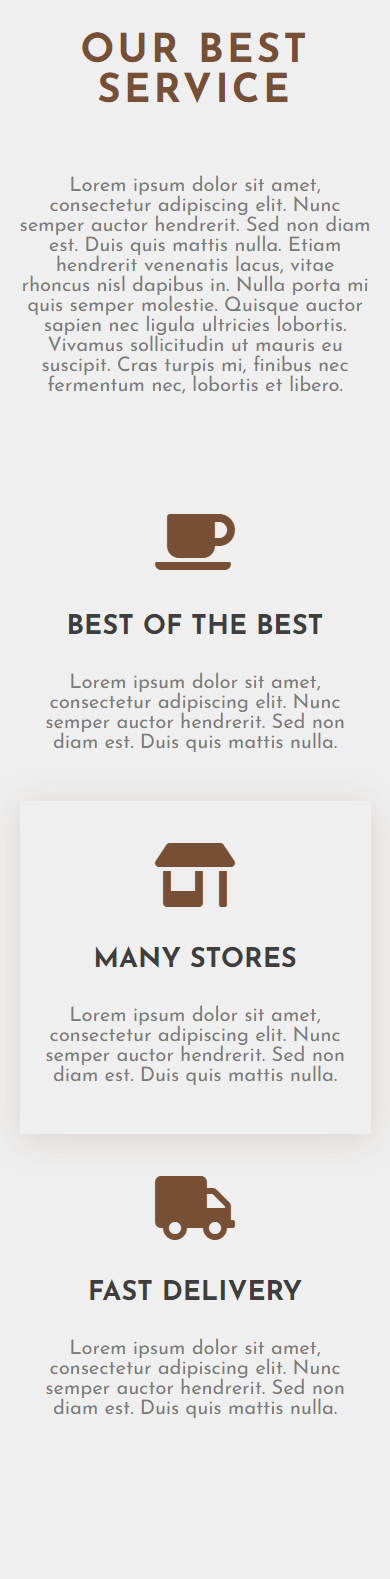 OUR BEST
SERVICE
Lorem ipsum dolor sit amet,
consectetur adipiscing elit. Nunc
semper auctor hendrerit. Sed non diam
est. Duis quis mattis nulla. Etiam
hendrerit venenatis lacus, vitae
rhoncus nisl dapibus in. Nulla porta mi
quis semper molestie. Quisque auctor
sapien nec ligula ultricies lobortis.
Vivamus sollicitudin ut mauris eu
suscipit. Cras turpis mi, finibus nec
fermentum nec, lobortis et libero.
BEST OF THE BEST
Lorem ipsum dolor sit amet,
consectetur adipiscing elit. Nunc
semper auctor hendrerit. Sed non
diam est. Duis quis mattis nulla.
MANY STORES
Lorem ipsum dolor sit amet,
consectetur adipiscing elit. Nunc
semper auctor hendrerit. Sed non
diam est. Duis quis mattis nulla.
FAST DELIVERY
Lorem ipsum dolor sit amet,
consectetur adipiscing elit. Nunc
semper auctor hendrerit. Sed non
diam est. Duis quis mattis nulla.